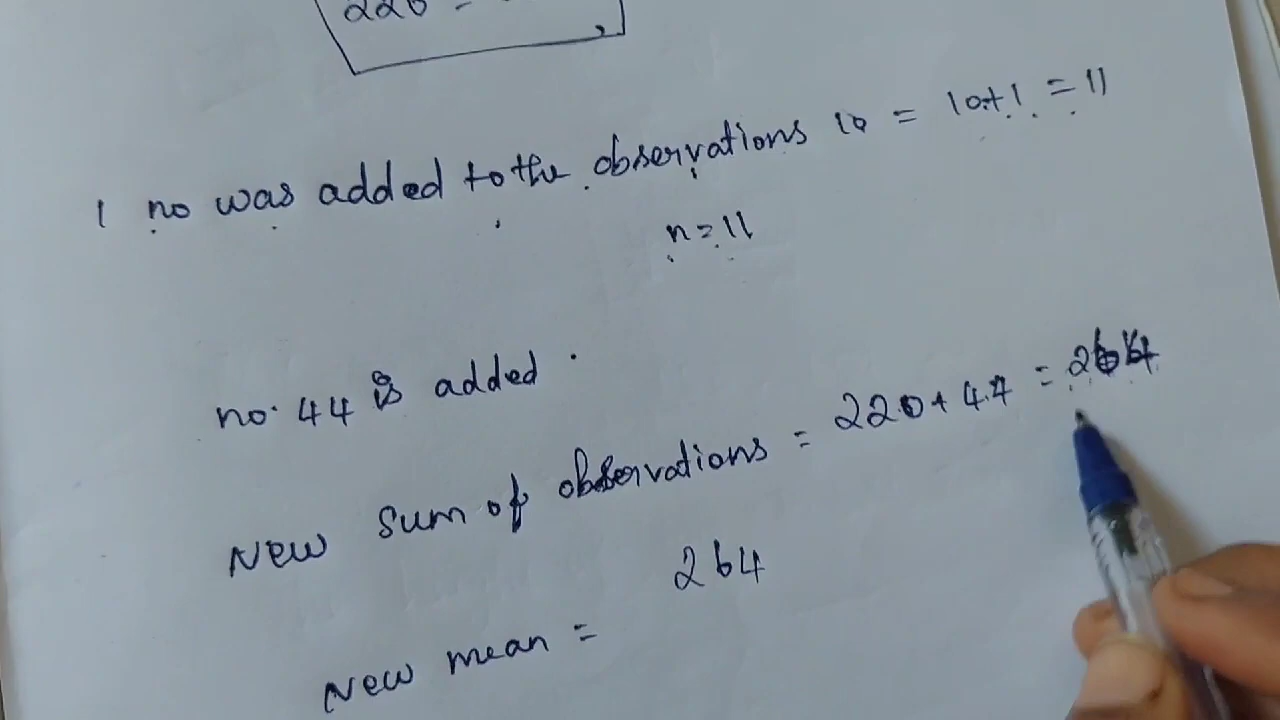 220 =
1 no was added to the observations 10 = 10+1 = 11
n = 11
no. 44 is added.
New sum of observations = 220 + 44 = 264
264
New mean =